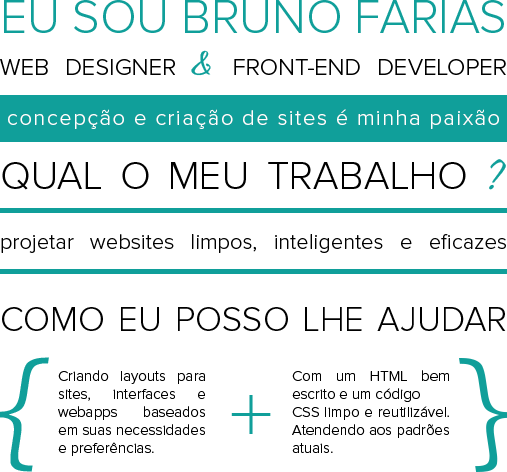 EU SOU BRUNO FARIAS
WEB DESIGNER & FRONT-END DEVELOPER
concepção e criação de sites é minha paixão
QUAL O MEU TRABALHO ?
projetar websites limpos, inteligentes e eficazes
COMO EU POSSO LHE AJUDAR
{
Criando layouts para
sites, interfaces e
webapps baseados
em suas necessidades
e preferências.
+
Com um HTML bem
escrito e um código
CSS limpo e reutilizável.
Atendendo aos padrões
atuais.
}